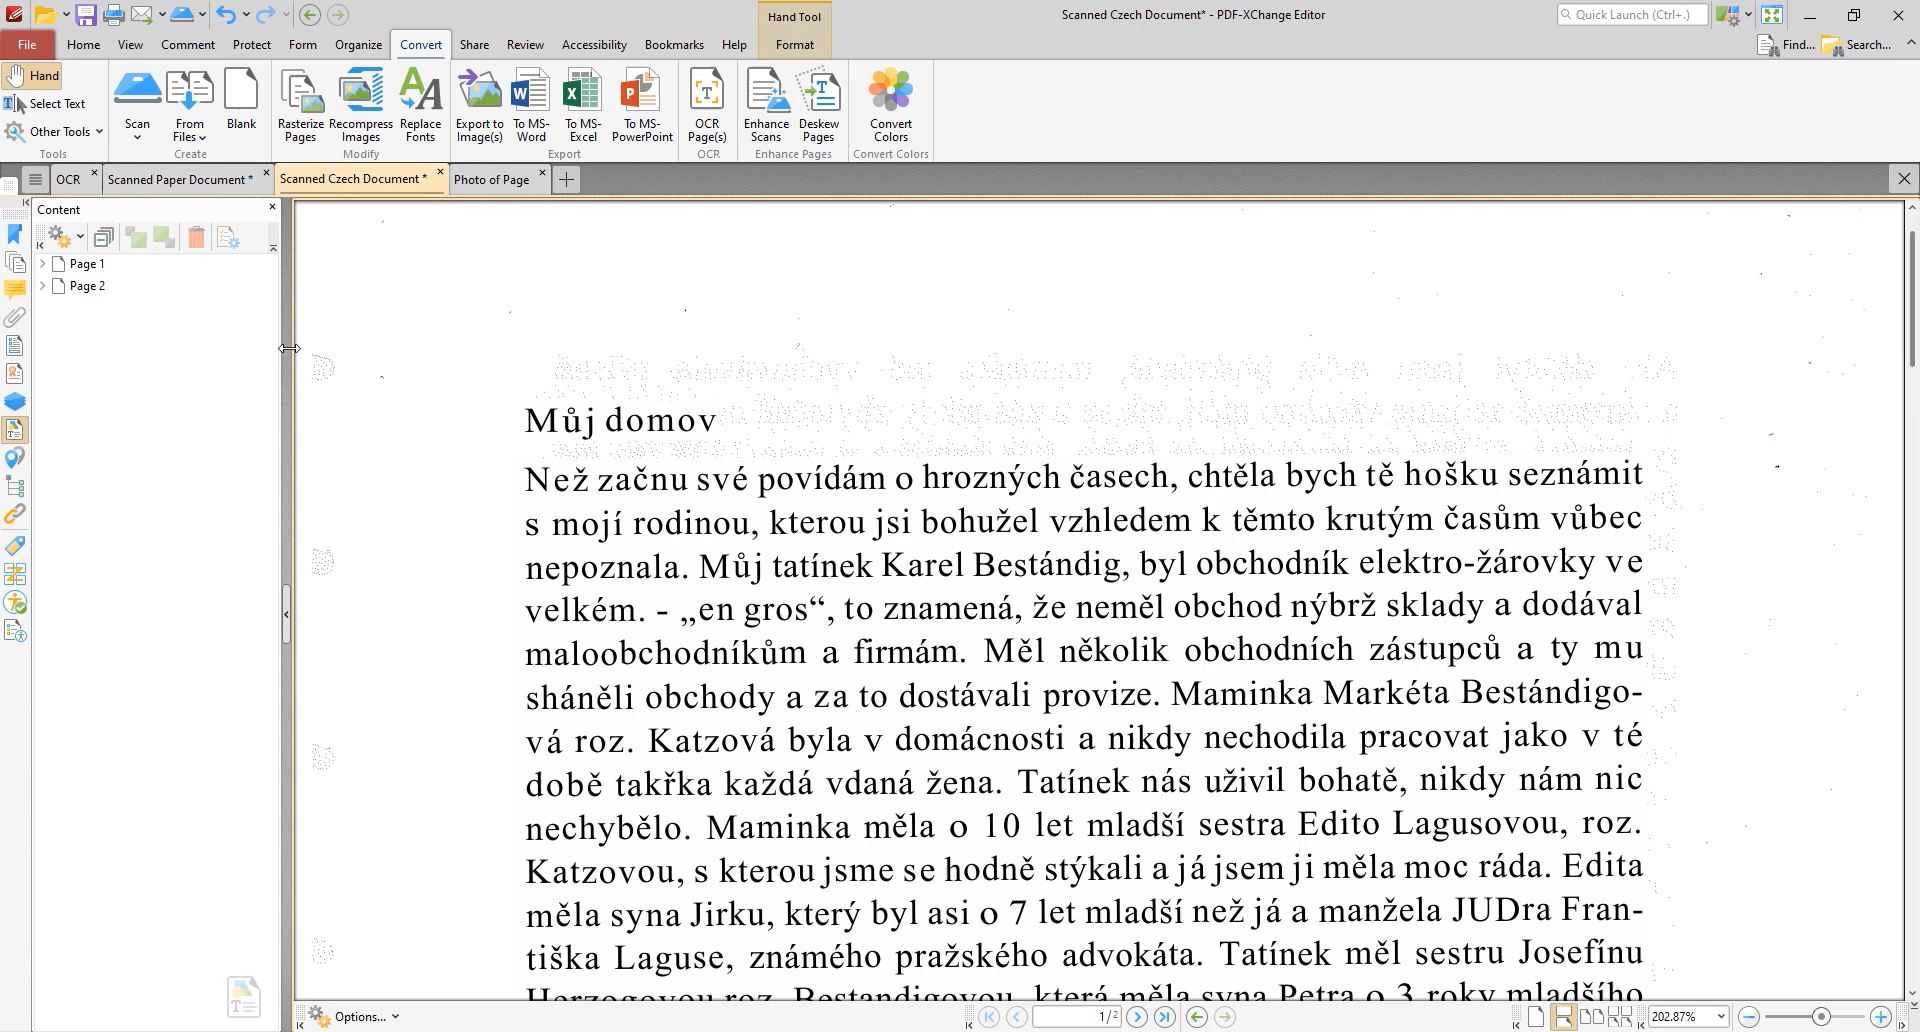 Scanned Czech Document* - PDF-XChange Editor
Hand Tool
Quick Launch (Ctrl+.)
File
Home
View
Comment
Protect
Form
Organize
Convert
Share
Review
Accessibility
Bookmarks
Help
Format
Find...
Search...
Hand
Select Text
Other Tools
Tools
Scan
From Files
Blank
Create
Rasterize Pages
Recompress Images
Replace Fonts
Modify
Export to Image(s)
To MS-Word
To MS-Excel
To MS-PowerPoint
Export
OCR Page(s)
OCR
Enhance Scans
Deskew Pages
Enhance Pages
Convert Colors
Convert Colors
OCR
Scanned Paper Document *
Scanned Czech Document *
Photo of Page
Content
Page 1
Page 2
Můj domov
Než začnu své povídám o hrozných časech, chtěla bych tě hošku seznámit
s mojí rodinou, kterou jsi bohužel vzhledem k těmto krutým časům vůbec
nepoznala. Můj tatínek Karel Bestándig, byl obchodník elektro-žárovky ve
velkém. - „en gros“, to znamená, že neměl obchod nýbrž sklady a dodával
maloobchodníkům a firmám. Měl několik obchodních zástupců a ty mu
sháněli obchody a za to dostávali provize. Maminka Markéta Bestándigo-
vá roz. Katzová byla v domácnosti a nikdy nechodila pracovat jako v té
době takřka každá vdaná žena. Tatínek nás uživil bohatě, nikdy nám nic
nechybělo. Maminka měla o 10 let mladší sestra Edito Lagusovou, roz.
Katzovou, s kterou jsme se hodně stýkali a já jsem ji měla moc ráda. Edita
měla syna Jirku, který byl asi o 7 let mladší než já a manžela JUDra Fran-
tiška Laguse, známého pražského advokáta. Tatínek měl sestru Josefínu
Herzogovou roz. Bestandigovou, která měla syna Petra o 3 roky mladšího
Options...
1/2
202.87%